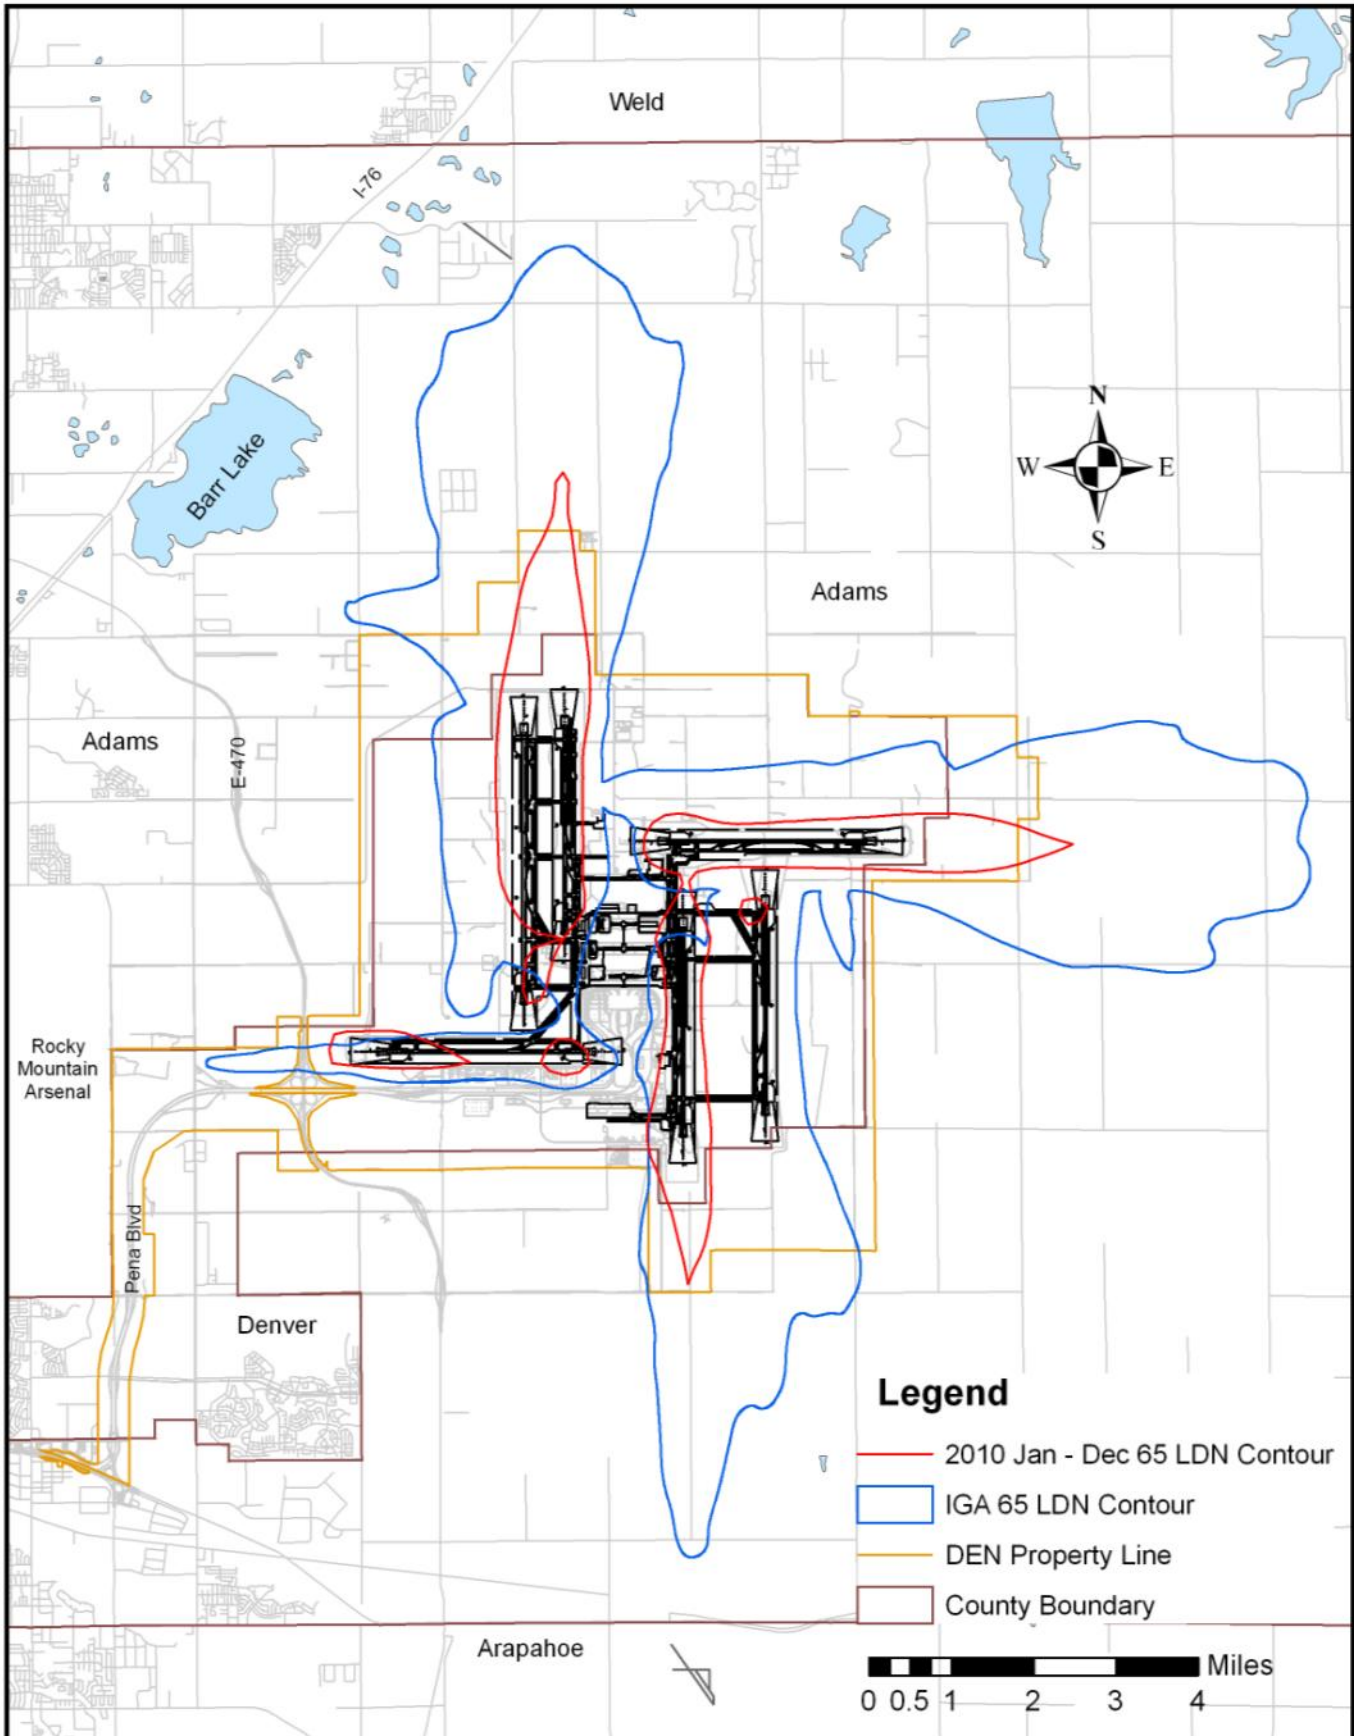 Weld
I-76
Barr Lake
N
W E
S
Adams
Adams
E-470
Rocky
Mountain
Arsenal
Pena Blvd
Denver
Legend
2010 Jan - Dec 65 LDN Contour
IGA 65 LDN Contour
DEN Property Line
County Boundary
Arapahoe
Miles
0 0.5 1 2 3 4